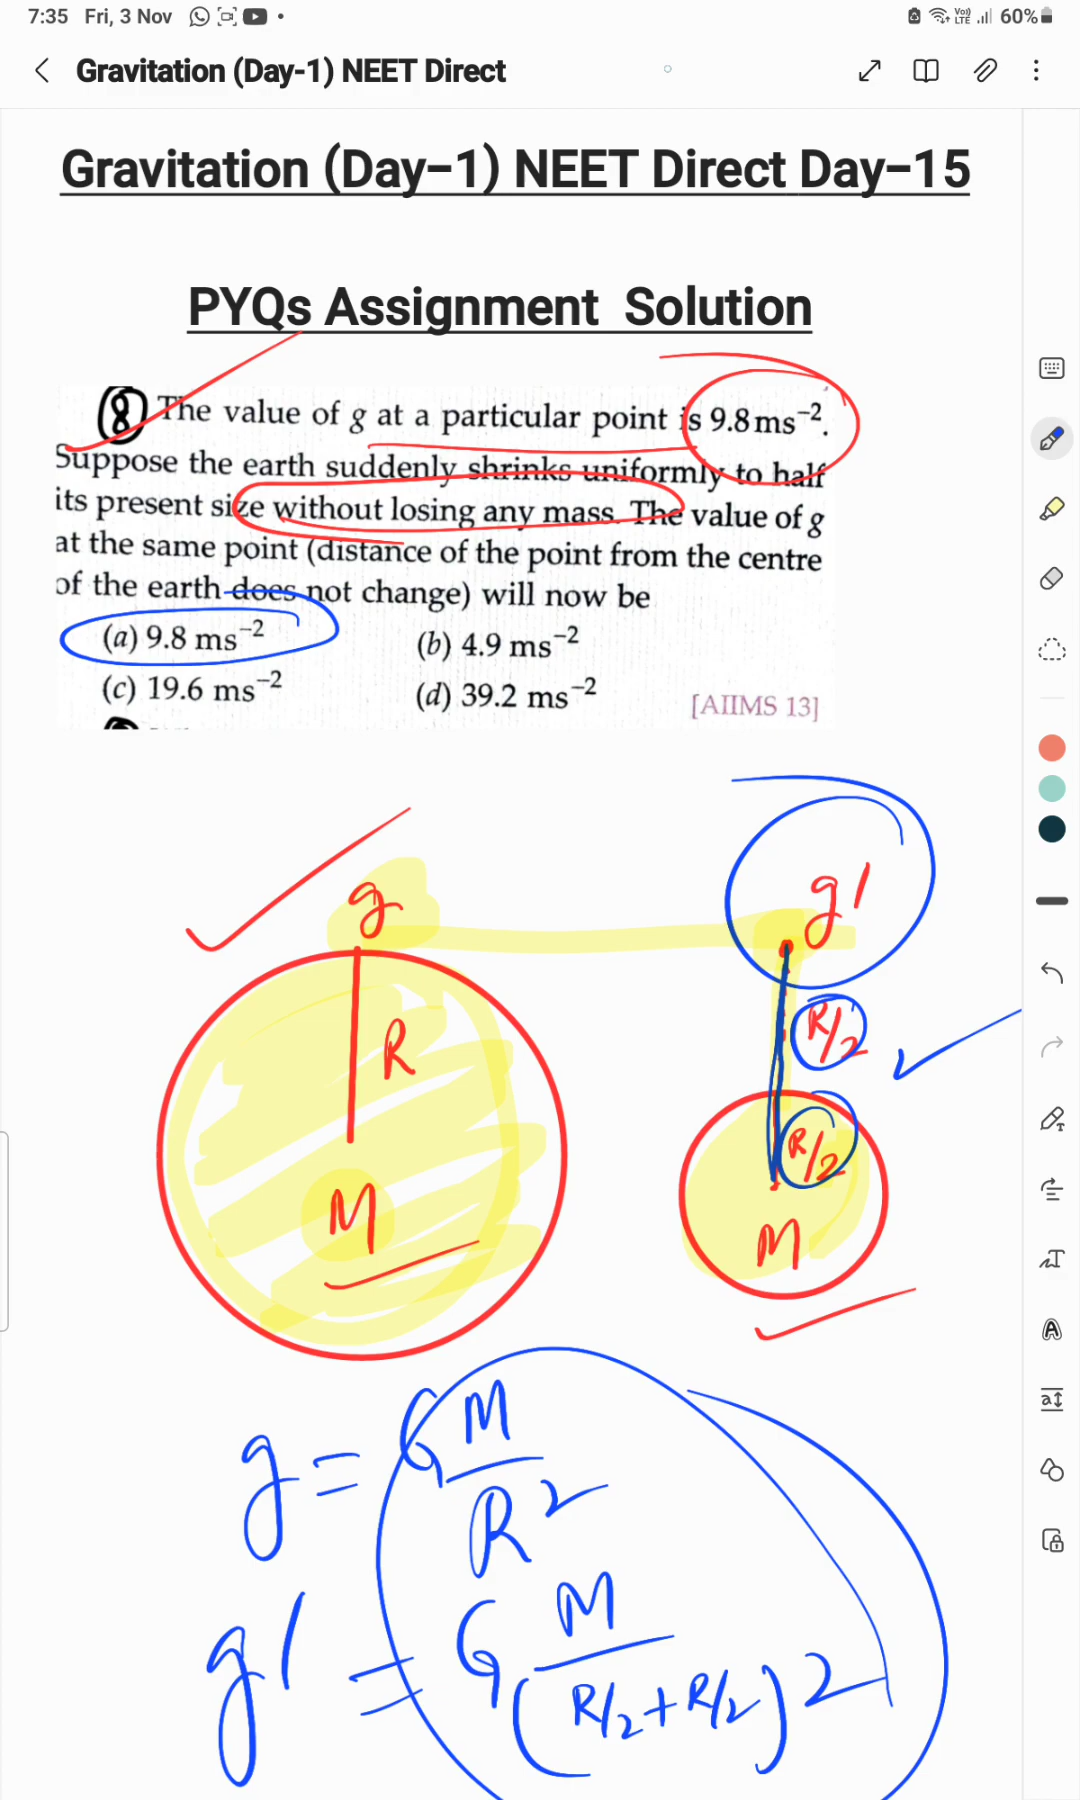 7:35 Fri, 3 Nov
Vo)) LTE 60%
Gravitation (Day-1) NEET Direct
Gravitation (Day-1) NEET Direct Day-15
PYQs Assignment Solution
8 The value of g at a particular point is 9.8 ms⁻².
Suppose the earth suddenly shrinks uniformly to half
its present size without losing any mass. The value of g
at the same point (distance of the point from the centre
of the earth does not change) will now be
(a) 9.8 ms⁻² (b) 4.9 ms⁻²
(c) 19.6 ms⁻² (d) 39.2 ms⁻²
[AIIMS 13]
g g'
R R/2
R/2
M M
g = G M/R²
g' = G M/(R/2+R/2)²